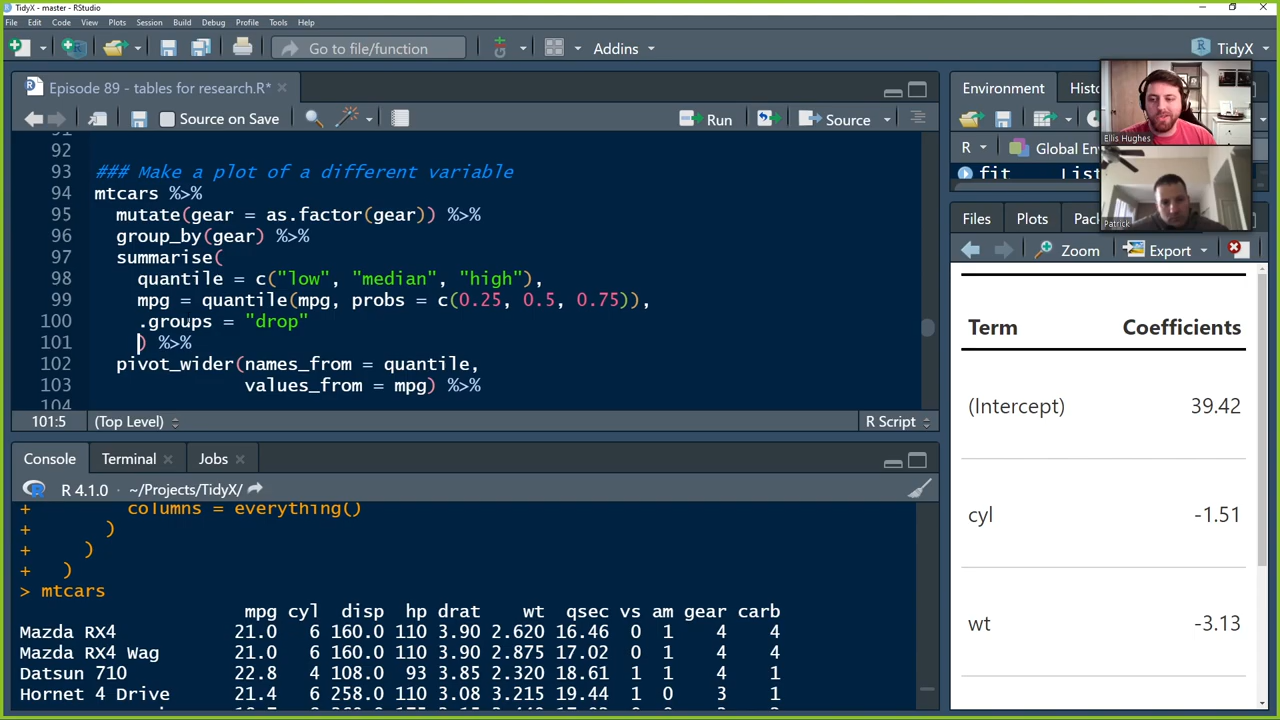 TidyX - master - RStudio
File Edit Code View Plots Session Build Debug Profile Tools Help
Go to file/function Addins TidyX
Episode 89 - tables for research.R*
Source on Save Run Source
92
93 ### Make a plot of a different variable
94 mtcars %>%
95 mutate(gear = as.factor(gear)) %>%
96 group_by(gear) %>%
97 summarise(
98 quantile = c("low", "median", "high"),
99 mpg = quantile(mpg, probs = c(0.25, 0.5, 0.75)),
100 .groups = "drop"
101 ) %>%
102 pivot_wider(names_from = quantile,
103 values_from = mpg) %>%
104
101:5 (Top Level) R Script
Console Terminal Jobs
R 4.1.0 · ~/Projects/TidyX/
+ columns = everything()
+ )
+ )
+ )
> mtcars
mpg cyl disp hp drat wt qsec vs am gear carb
Mazda RX4 21.0 6 160.0 110 3.90 2.620 16.46 0 1 4 4
Mazda RX4 Wag 21.0 6 160.0 110 3.90 2.875 17.02 0 1 4 4
Datsun 710 22.8 4 108.0 93 3.85 2.320 18.61 1 1 4 1
Hornet 4 Drive 21.4 6 258.0 110 3.08 3.215 19.44 1 0 3 1
Environment Histo
R Global Env
fit List
Ellis Hughes
Patrick
Files Plots Pack
Zoom Export
Term Coefficients
(Intercept) 39.42
cyl -1.51
wt -3.13